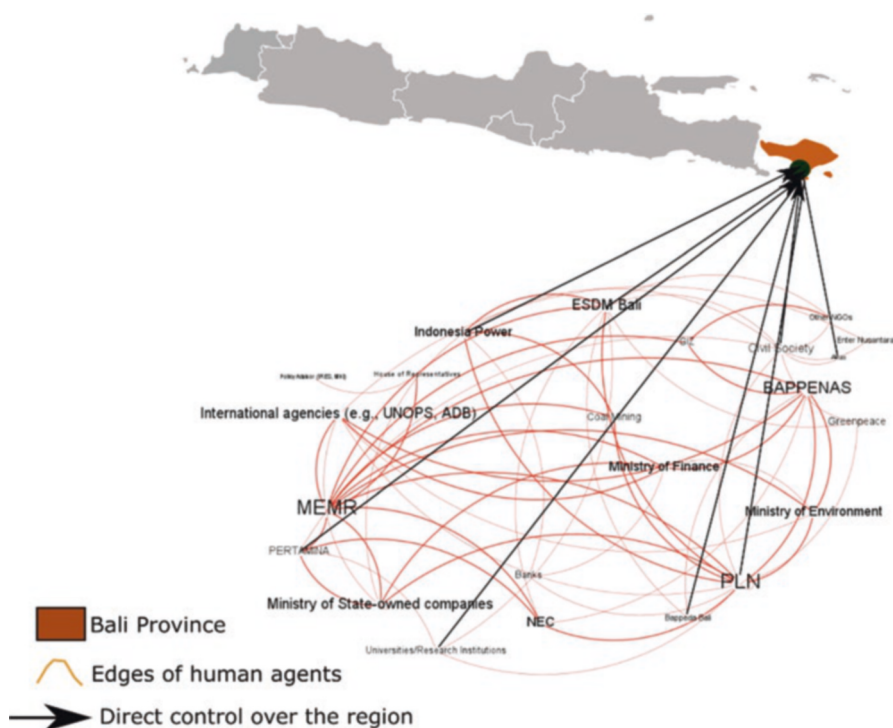 ESDM Bali
Other NGOs
Indonesia Power
Enter Nusantara
Civil Society
House of Representatives
BAPPENAS
International agencies (e.g., UNOPS, ADB)
Coal Mining
Greenpeace
Ministry of Finance
MEMR
Ministry of Environment
PERTAMINA
Banks
PLN
Ministry of State-owned companies
NEC
Bappeda Bali
Universities/Research Institutions
Bali Province
Edges of human agents
Direct control over the region